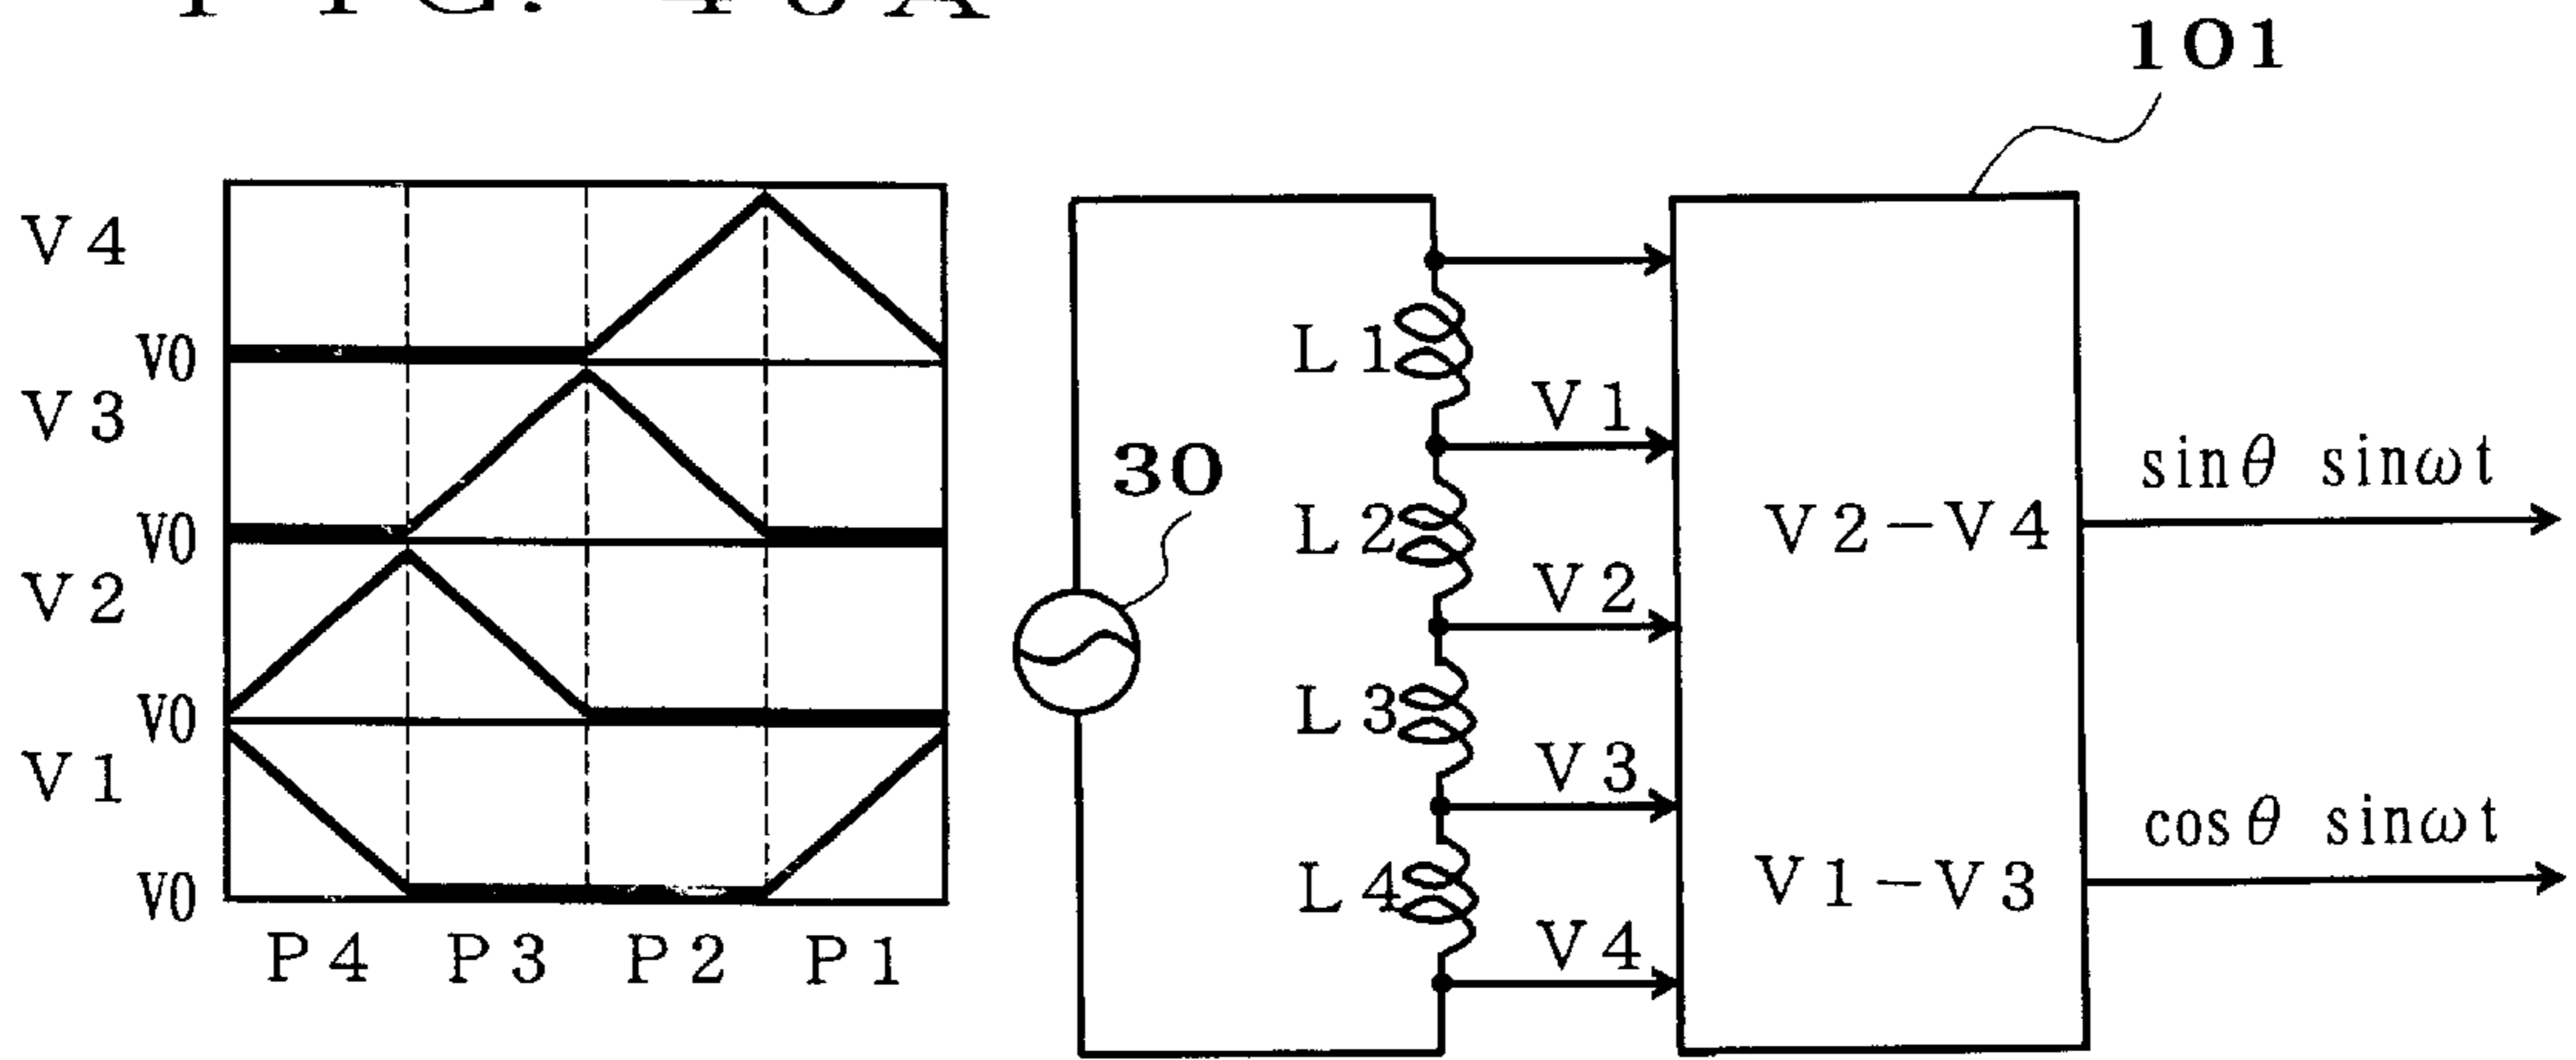 101
V4
V0
V3
V0
V2
V0
V1
V0
P4 P3 P2 P1
30
L1
V1
L2
V2
L3
V3
L4
V4
V2-V4
V1-V3
sinθ sinωt
cosθ sinωt